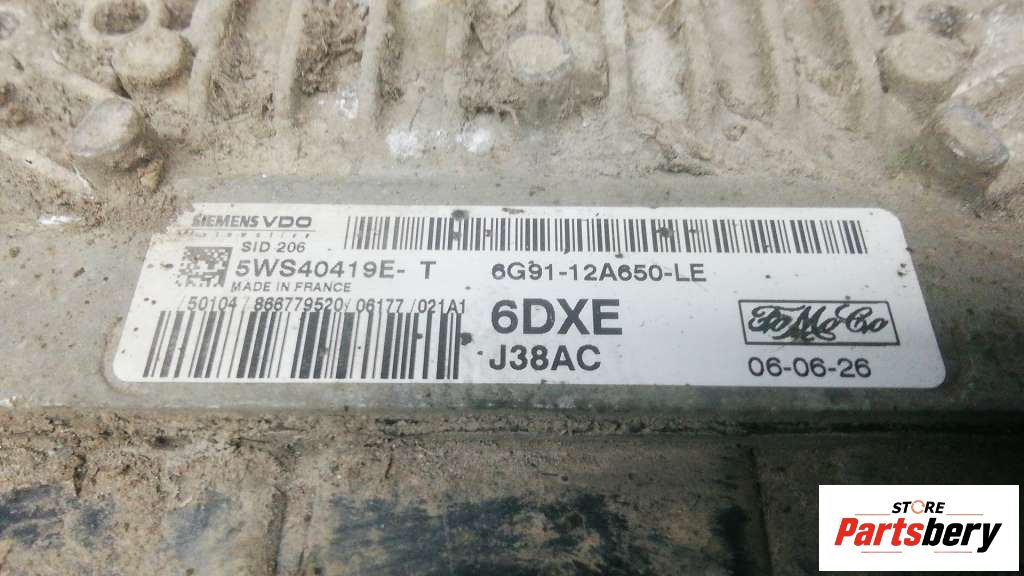 SIEMENS VDO
Automotive
SID 206
5WS40419E- T
6G91-12A650-LE
MADE IN FRANCE
/50104/866779520/06177/021A1
6DXE
FoMoCo
J38AC
06-06-26
STORE
Partsbery